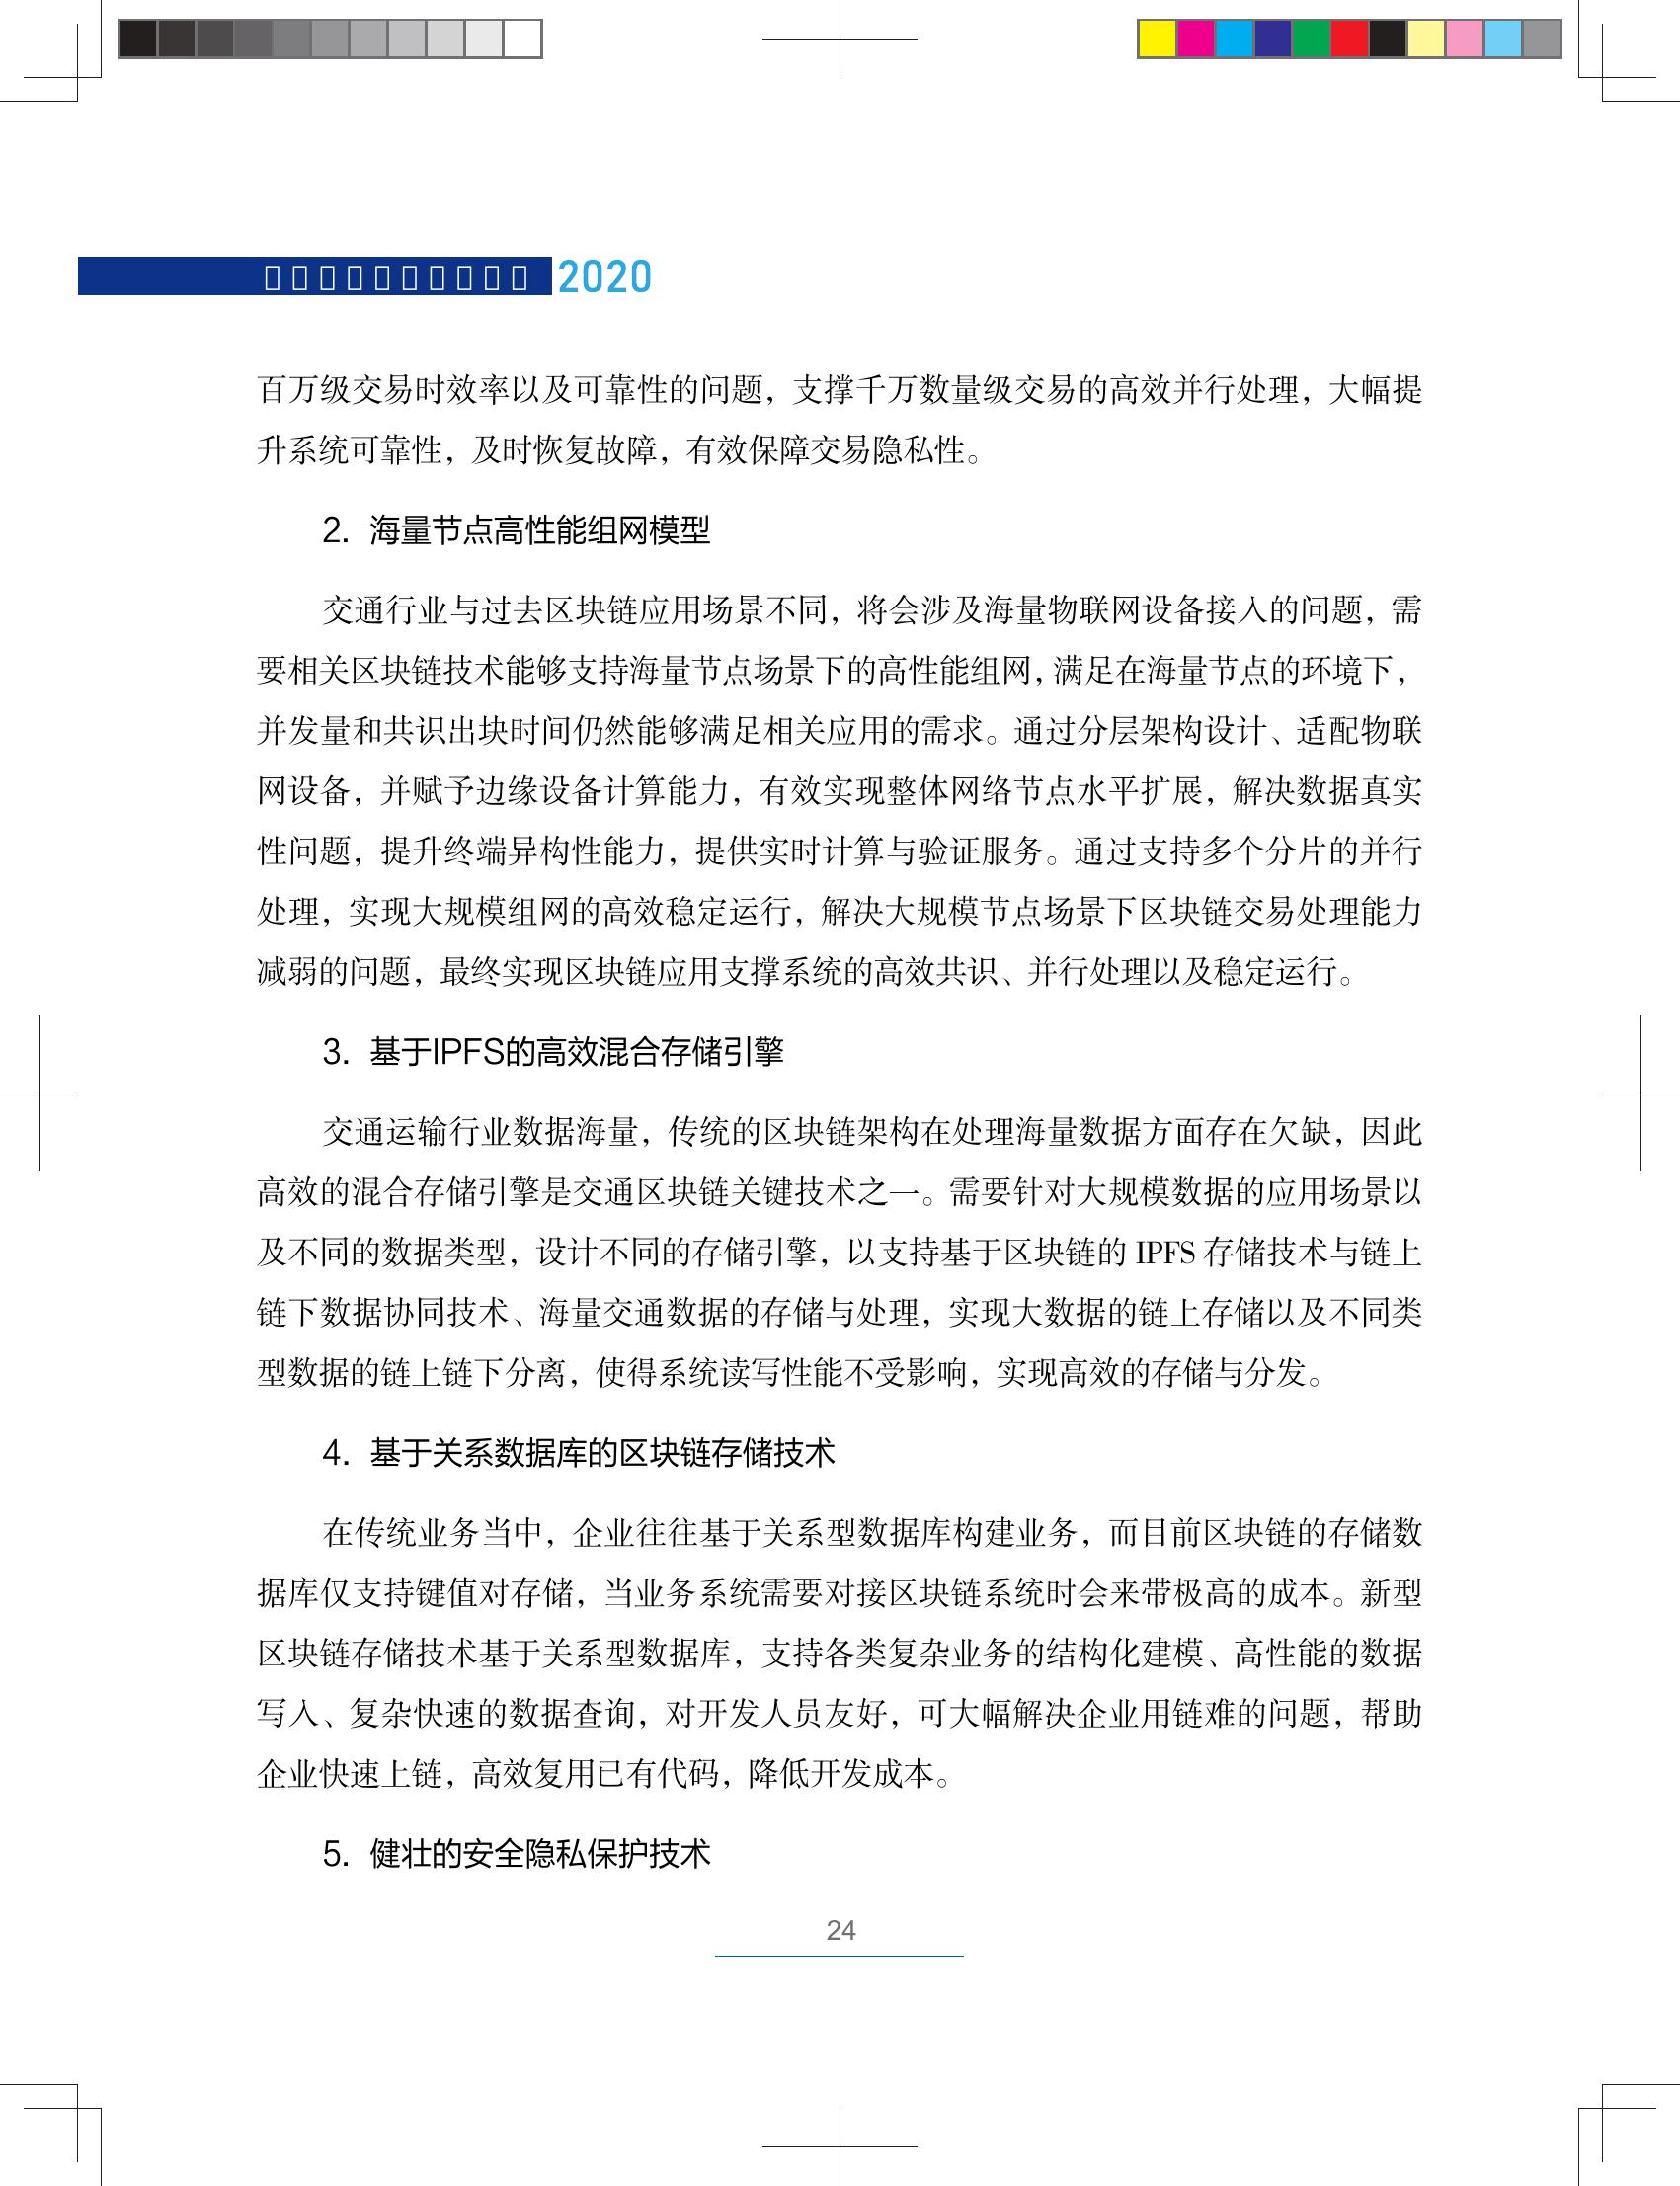 2020
百万级交易时效率以及可靠性的问题，支撑千万数量级交易的高效并行处理，大幅提
升系统可靠性，及时恢复故障，有效保障交易隐私性。
2. 海量节点高性能组网模型
交通行业与过去区块链应用场景不同，将会涉及海量物联网设备接入的问题，需
要相关区块链技术能够支持海量节点场景下的高性能组网，满足在海量节点的环境下，
并发量和共识出块时间仍然能够满足相关应用的需求。通过分层架构设计、适配物联
网设备，并赋予边缘设备计算能力，有效实现整体网络节点水平扩展，解决数据真实
性问题，提升终端异构性能力，提供实时计算与验证服务。通过支持多个分片的并行
处理，实现大规模组网的高效稳定运行，解决大规模节点场景下区块链交易处理能力
减弱的问题，最终实现区块链应用支撑系统的高效共识、并行处理以及稳定运行。
3. 基于IPFS的高效混合存储引擎
交通运输行业数据海量，传统的区块链架构在处理海量数据方面存在欠缺，因此
高效的混合存储引擎是交通区块链关键技术之一。需要针对大规模数据的应用场景以
及不同的数据类型，设计不同的存储引擎，以支持基于区块链的 IPFS 存储技术与链上
链下数据协同技术、海量交通数据的存储与处理，实现大数据的链上存储以及不同类
型数据的链上链下分离，使得系统读写性能不受影响，实现高效的存储与分发。
4. 基于关系数据库的区块链存储技术
在传统业务当中，企业往往基于关系型数据库构建业务，而目前区块链的存储数
据库仅支持键值对存储，当业务系统需要对接区块链系统时会来带极高的成本。新型
区块链存储技术基于关系型数据库，支持各类复杂业务的结构化建模、高性能的数据
写入、复杂快速的数据查询，对开发人员友好，可大幅解决企业用链难的问题，帮助
企业快速上链，高效复用已有代码，降低开发成本。
5. 健壮的安全隐私保护技术
24